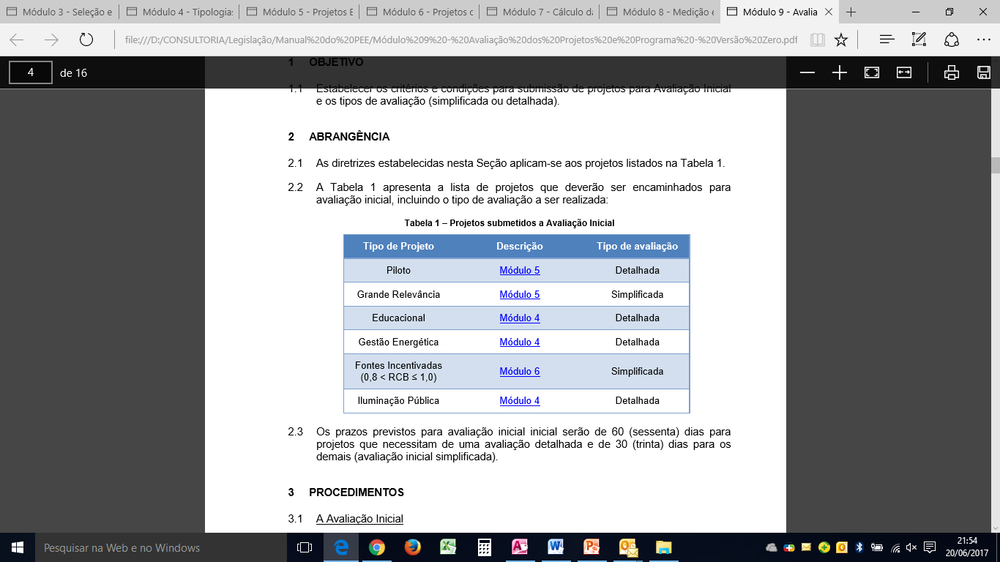 Módulo 3 - Seleção e
Módulo 4 - Tipologias
Módulo 5 - Projetos E
Módulo 6 - Projetos
Módulo 7 - Cálculo
Módulo 8 - Medição e
Módulo 9 - Avalia
file:///D:/CONSULTORIA/Legislação/Manual%20do%20PEE/Módulo%209%20-%20Avaliação%20dos%20Projetos%20e%20Programa%20-%20Versão%20Zero.pdf
4 de 16
1 OBJETIVO
1.1 Estabelecer os critérios e condições para submissão de projetos para Avaliação Inicial
e os tipos de avaliação (simplificada ou detalhada).
2 ABRANGÊNCIA
2.1 As diretrizes estabelecidas nesta Seção aplicam-se aos projetos listados na Tabela 1.
2.2 A Tabela 1 apresenta a lista de projetos que deverão ser encaminhados para
avaliação inicial, incluindo o tipo de avaliação a ser realizada:
Tabela 1 – Projetos submetidos a Avaliação Inicial
Tipo de Projeto Descrição Tipo de avaliação
Piloto Módulo 5 Detalhada
Grande Relevância Módulo 5 Simplificada
Educacional Módulo 4 Detalhada
Gestão Energética Módulo 4 Detalhada
Fontes Incentivadas
(0,8 < RCB ≤ 1,0) Módulo 6 Simplificada
Iluminação Pública Módulo 4 Detalhada
2.3 Os prazos previstos para avaliação inicial inicial serão de 60 (sessenta) dias para
projetos que necessitam de uma avaliação detalhada e de 30 (trinta) dias para os
demais (avaliação inicial simplificada).
3 PROCEDIMENTOS
3.1 A Avaliação Inicial
Pesquisar na Web e no Windows
21:54
20/06/2017